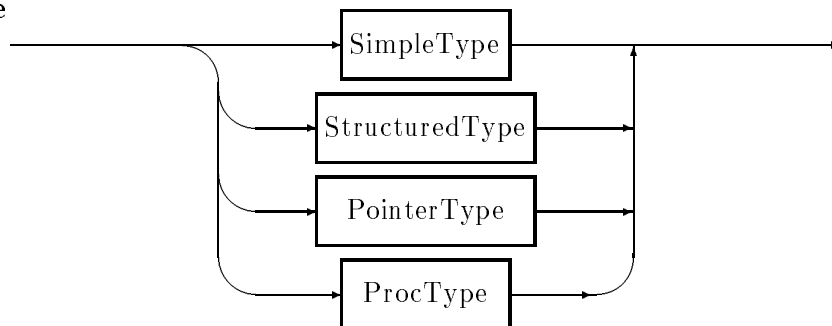 e
SimpleType
StructuredType
PointerType
ProcType